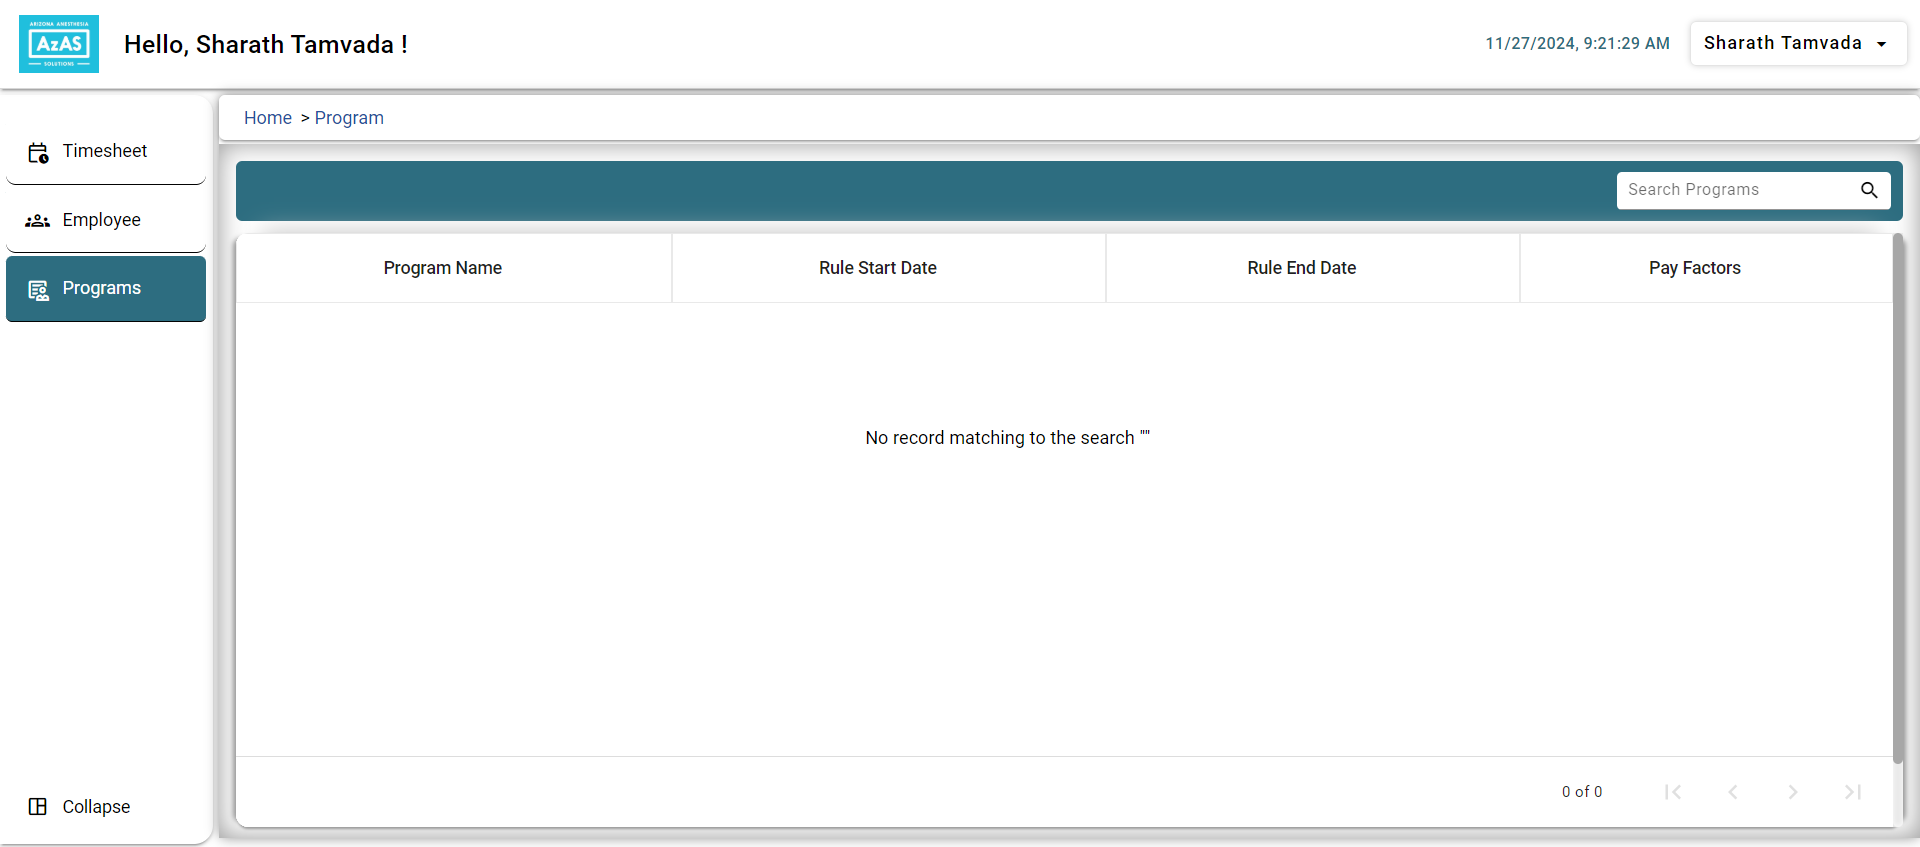 ARIZONA ANESTHESIA
AzAS
SOLUTIONS
Hello, Sharath Tamvada !
11/27/2024, 9:21:29 AM
Sharath Tamvada
Timesheet
Employee
Programs
Collapse
Home > Program
Search Programs
Program Name Rule Start Date Rule End Date Pay Factors
No record matching to the search ""
0 of 0